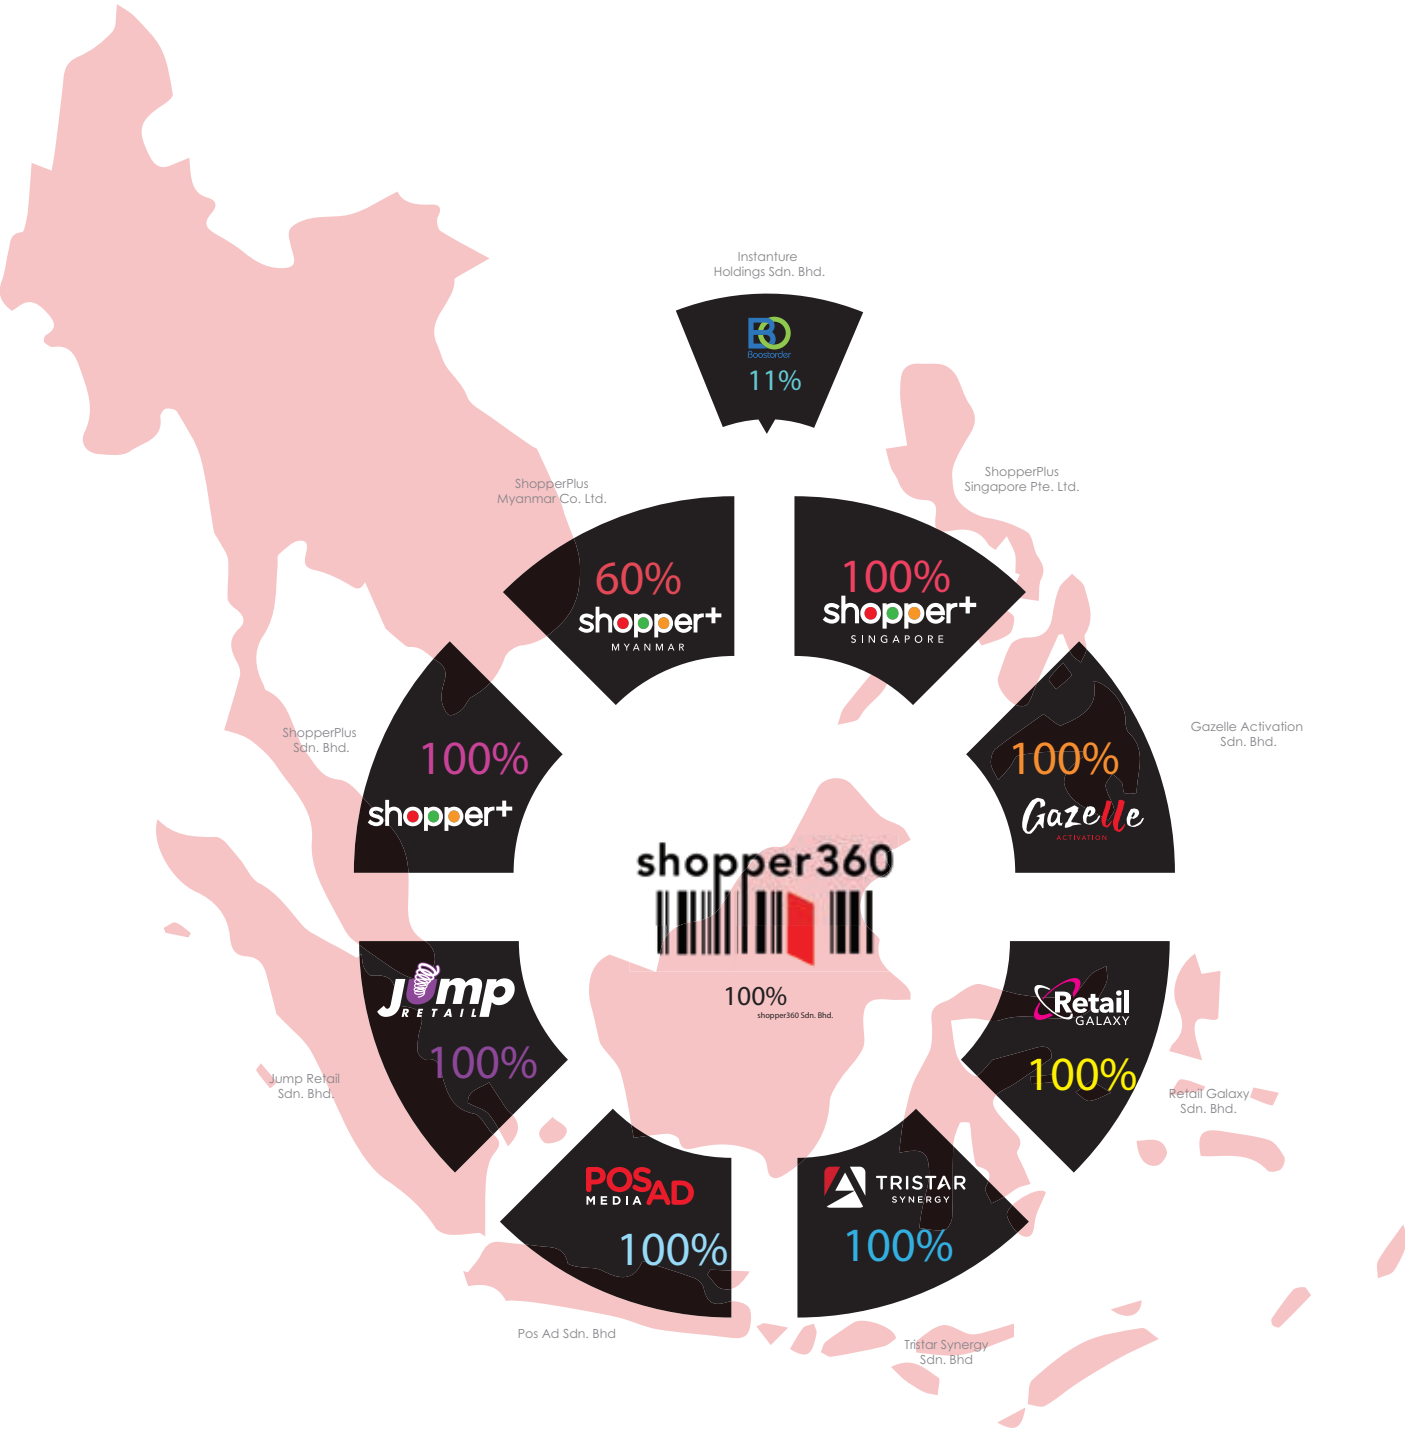 Instanture
Holdings Sdn. Bhd.
BO
Boostorder
11%
ShopperPlus
Myanmar Co. Ltd.
60%
shopper+
MYANMAR
ShopperPlus
Singapore Pte. Ltd.
100%
shopper+
SINGAPORE
ShopperPlus
Sdn. Bhd.
100%
shopper+
Gazelle Activation
Sdn. Bhd.
100%
Gazelle
ACTIVATION
shopper360
100%
shopper360 Sdn. Bhd.
Jump
RETAIL
100%
Jump Retail
Sdn. Bhd.
Retail
GALAXY
100%
Retail Galaxy
Sdn. Bhd.
POSAD
MEDIA
100%
Pos Ad Sdn. Bhd
TRISTAR
SYNERGY
100%
Tristar Synergy
Sdn. Bhd